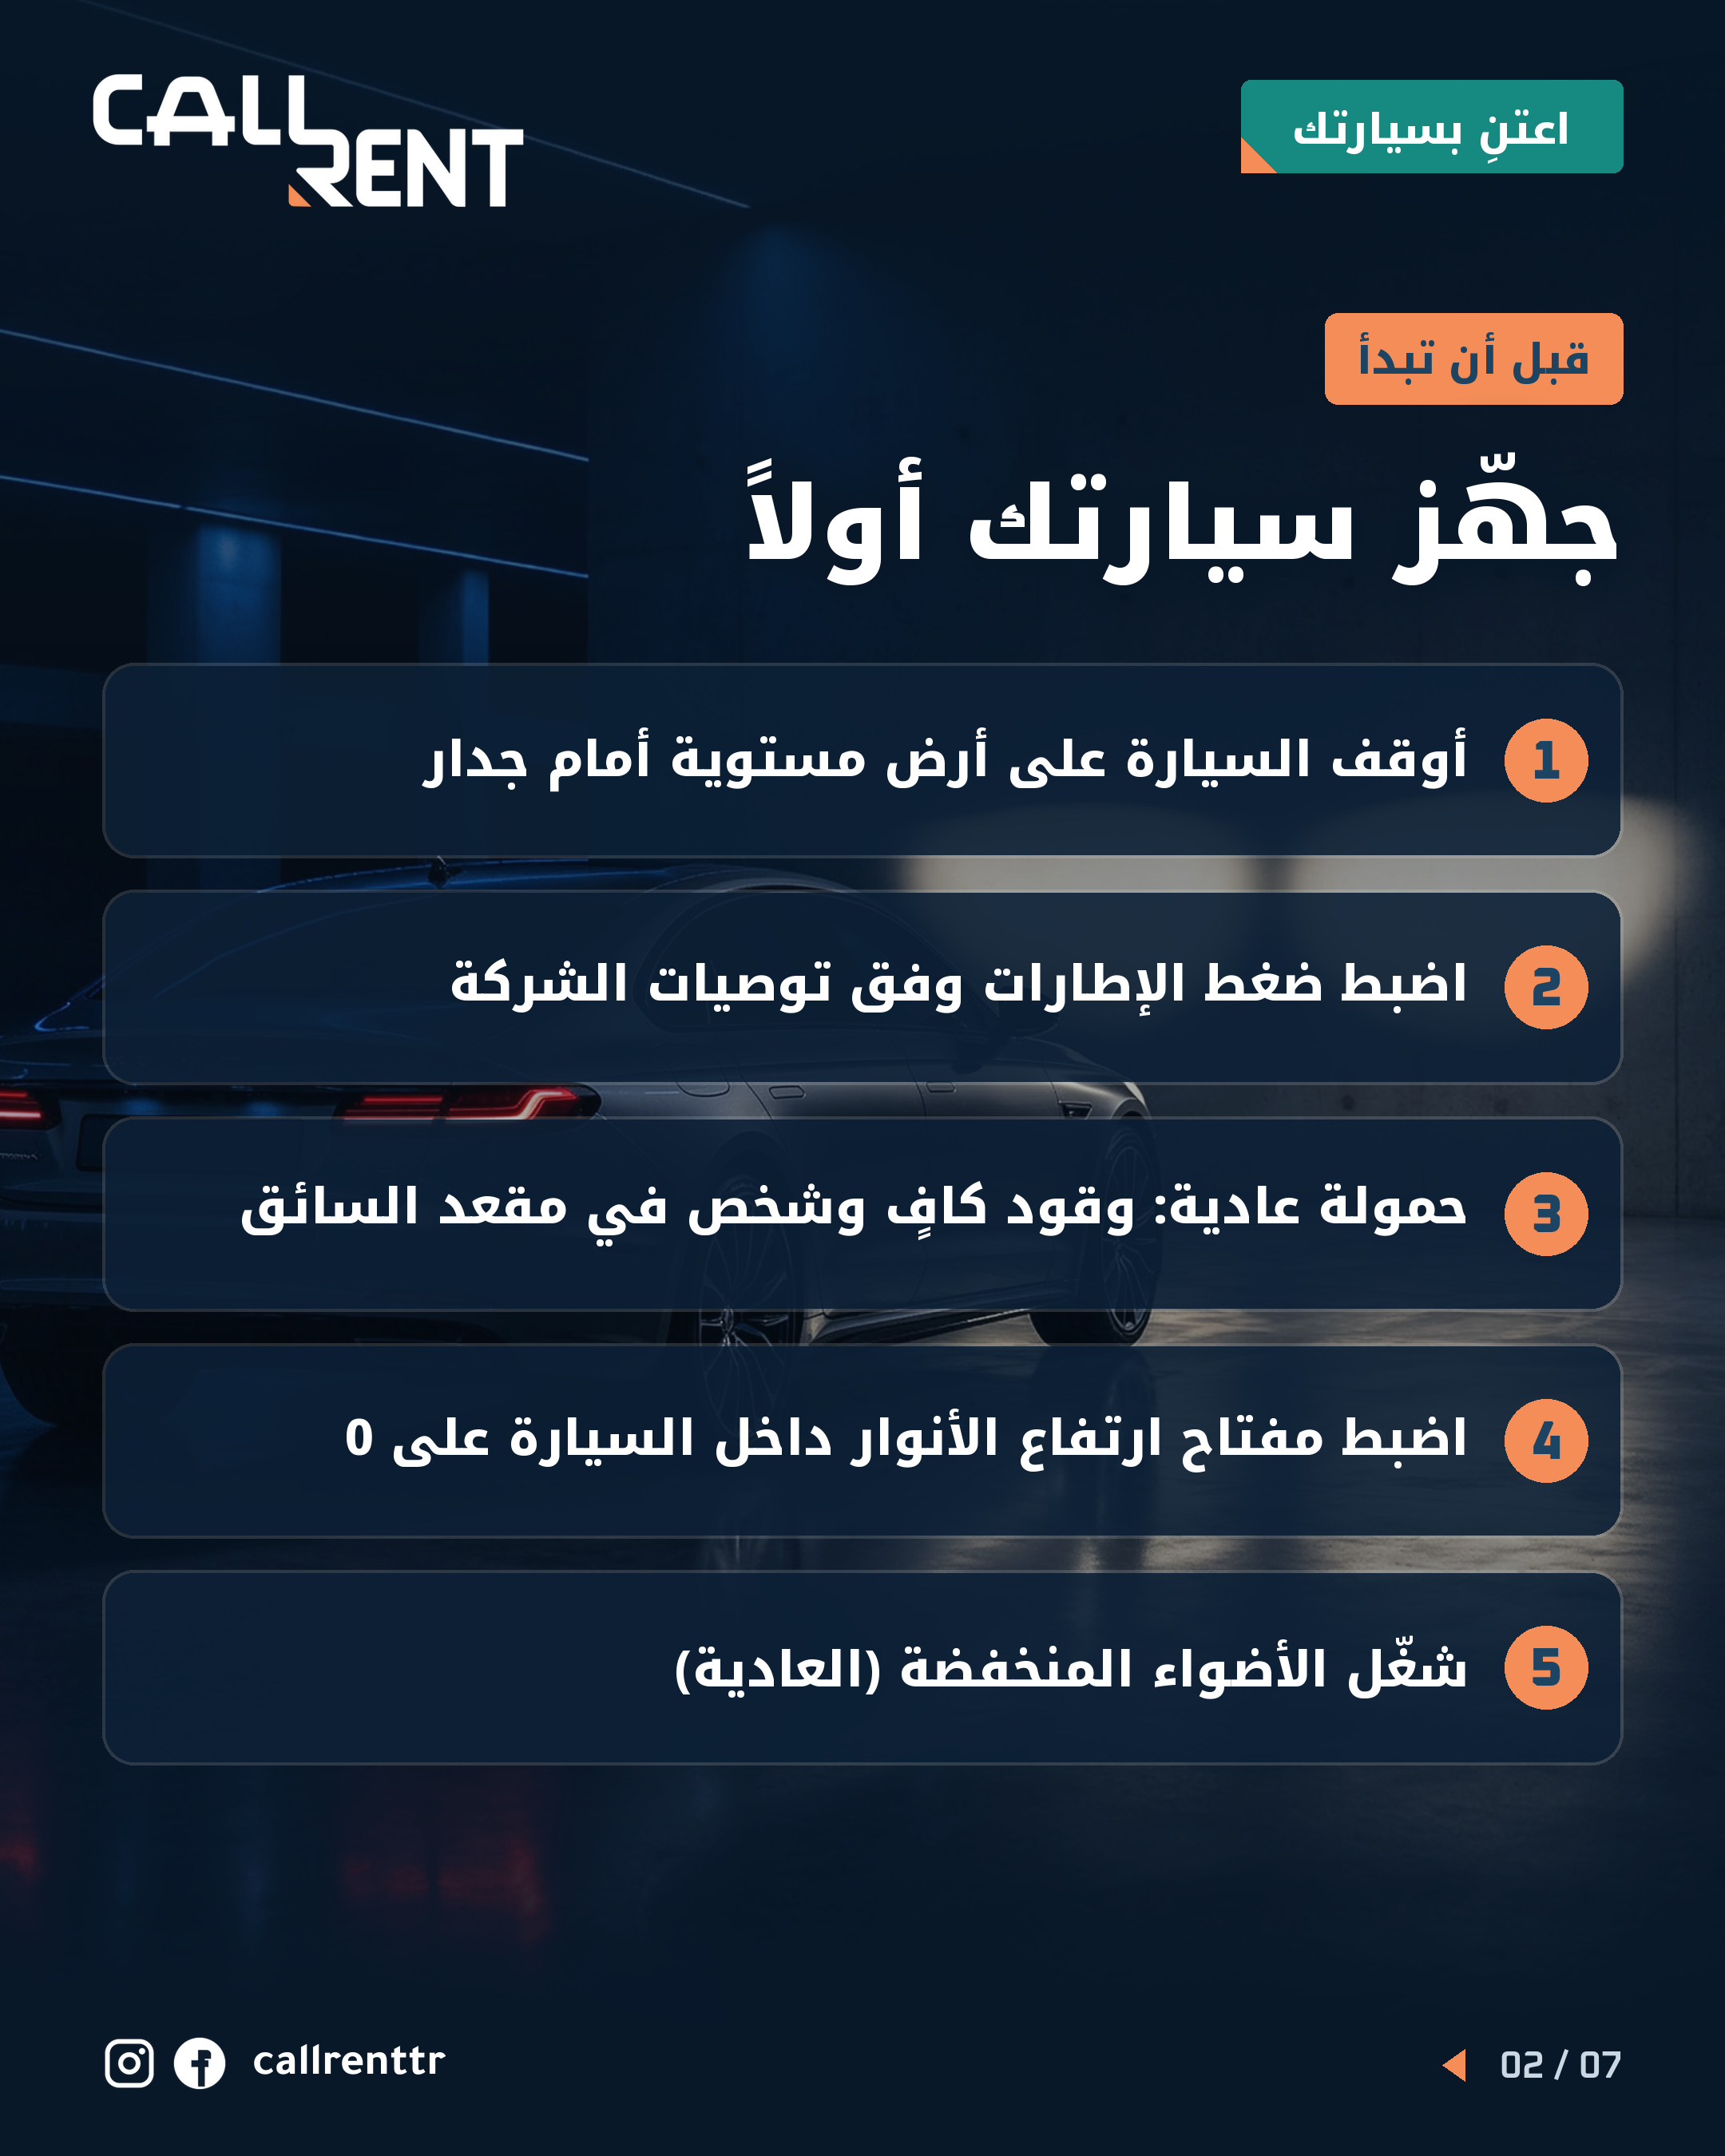 CALL RENT
اعتنِ بسيارتك
قبل أن تبدأ
جهّز سيارتك أولاً
1 أوقف السيارة على أرض مستوية أمام جدار
2 اضبط ضغط الإطارات وفق توصيات الشركة
3 حمولة عادية: وقود كافٍ وشخص في مقعد السائق
4 اضبط مفتاح ارتفاع الأنوار داخل السيارة على 0
5 شغّل الأضواء المنخفضة (العادية)
callrenttr
02 / 07